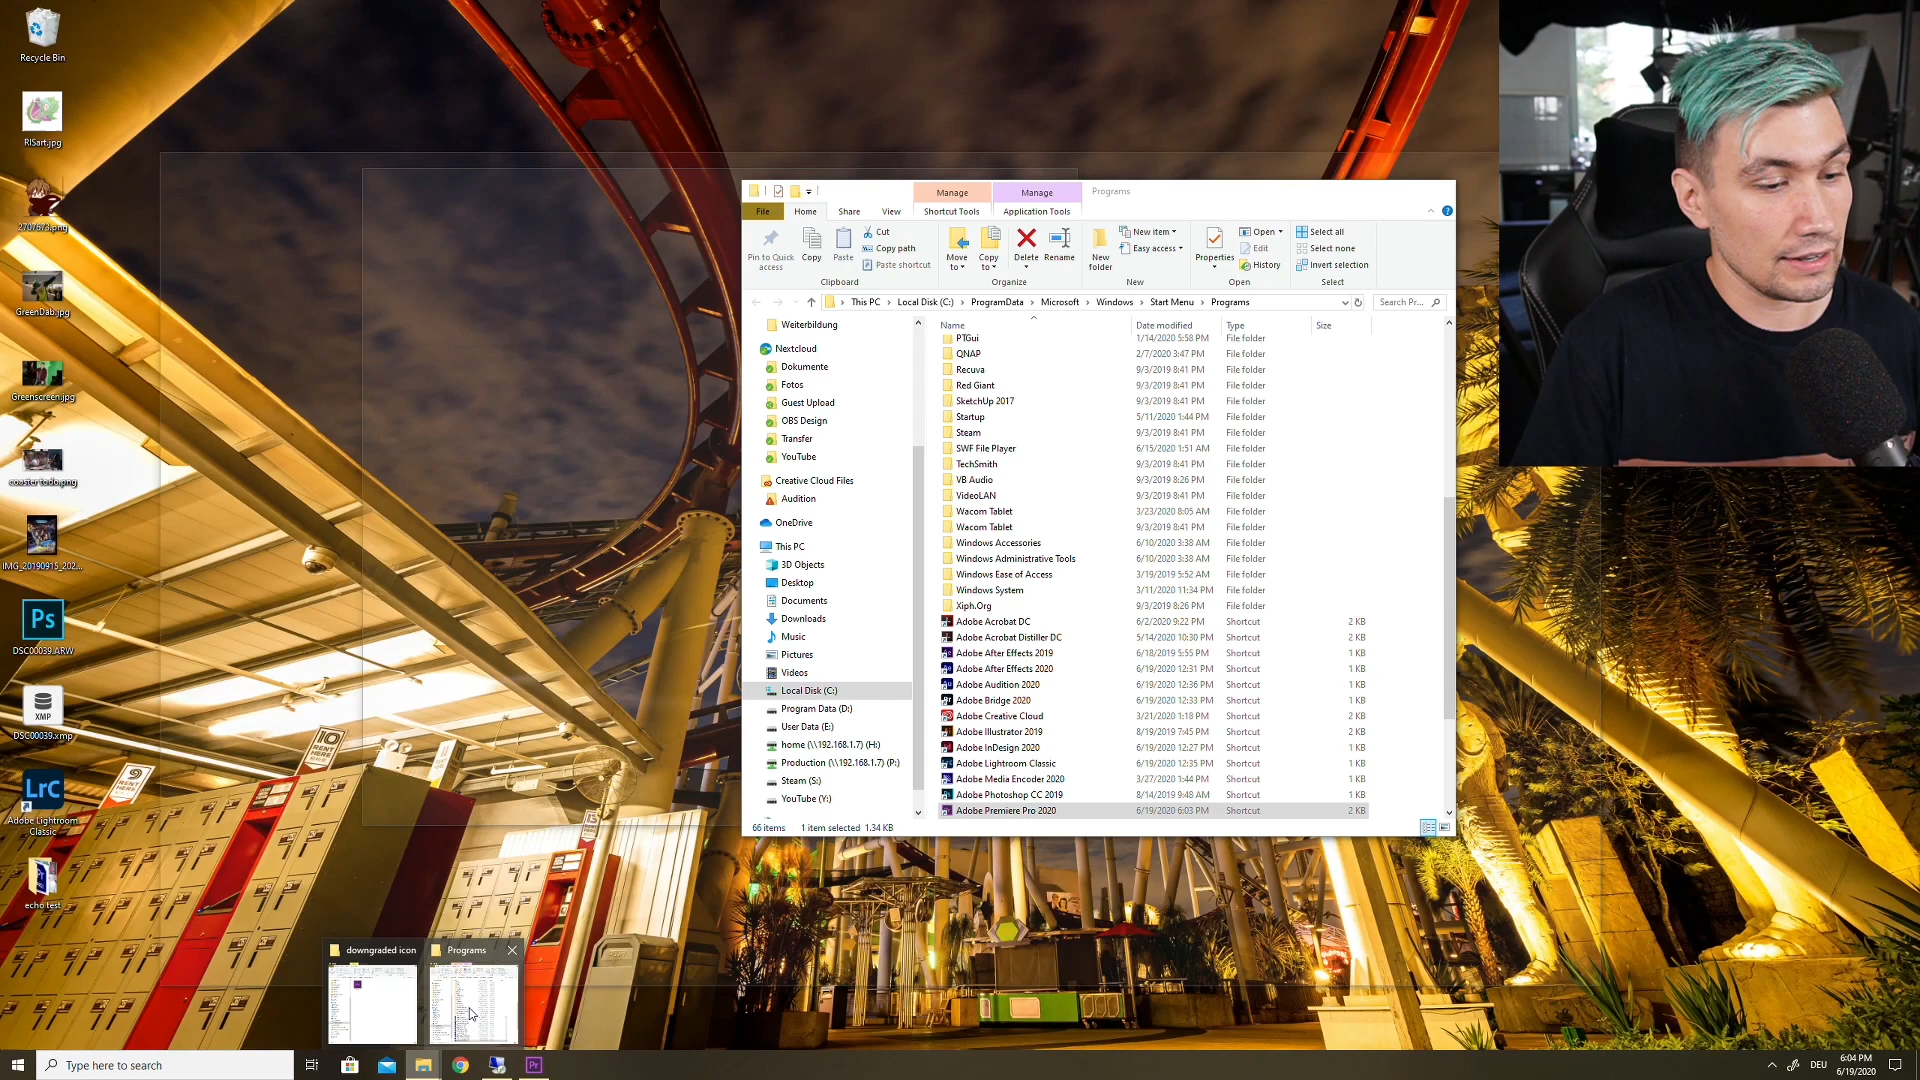 Recycle Bin
RISart.jpg
2707673.png
GreenDab.jpg
Greenscreen.jpg
coaster todo.png
IMG_20190915_202...
Ps
DSC00039.ARW
XMP
DSC00039.xmp
LrC
Adobe Lightroom
Classic
echo test
Manage
Manage
Programs
File
Home
Share
View
Shortcut Tools
Application Tools
Pin to Quick
access
Copy
Paste
Cut
Copy path
Paste shortcut
Clipboard
Move
to
Copy
to
Delete
Rename
Organize
New
folder
New item
Easy access
New
Properties
Open
Edit
History
Open
Select all
Select none
Invert selection
Select
This PC > Local Disk (C:) > ProgramData > Microsoft > Windows > Start Menu > Programs
Search Pr...
Weiterbildung
Nextcloud
Dokumente
Fotos
Guest Upload
OBS Design
Transfer
YouTube
Creative Cloud Files
Audition
OneDrive
This PC
3D Objects
Desktop
Documents
Downloads
Music
Pictures
Videos
Local Disk (C:)
Program Data (D:)
User Data (E:)
home (\\192.168.1.7) (H:)
Production (\\192.168.1.7) (P:)
Steam (S:)
YouTube (Y:)
Name Date modified Type Size
PTGui 1/14/2020 5:58 PM File folder
QNAP 2/7/2020 3:47 PM File folder
Recuva 9/3/2019 8:41 PM File folder
Red Giant 9/3/2019 8:41 PM File folder
SketchUp 2017 9/3/2019 8:41 PM File folder
Startup 5/11/2020 1:44 PM File folder
Steam 9/3/2019 8:41 PM File folder
SWF File Player 6/15/2020 1:51 AM File folder
TechSmith 9/3/2019 8:41 PM File folder
VB Audio 9/3/2019 8:26 PM File folder
VideoLAN 9/3/2019 8:41 PM File folder
Wacom Tablet 3/23/2020 8:05 AM File folder
Wacom Tablet 9/3/2019 8:41 PM File folder
Windows Accessories 6/10/2020 3:38 AM File folder
Windows Administrative Tools 6/10/2020 3:38 AM File folder
Windows Ease of Access 3/19/2019 5:52 AM File folder
Windows System 3/11/2020 11:34 PM File folder
Xiph.Org 9/3/2019 8:26 PM File folder
Adobe Acrobat DC 6/2/2020 9:22 PM Shortcut 2 KB
Adobe Acrobat Distiller DC 5/14/2020 10:30 PM Shortcut 2 KB
Adobe After Effects 2019 6/18/2019 5:55 PM Shortcut 1 KB
Adobe After Effects 2020 6/19/2020 12:31 PM Shortcut 1 KB
Adobe Audition 2020 6/19/2020 12:36 PM Shortcut 1 KB
Adobe Bridge 2020 6/19/2020 12:33 PM Shortcut 1 KB
Adobe Creative Cloud 3/21/2020 1:18 PM Shortcut 2 KB
Adobe Illustrator 2019 8/19/2019 7:45 PM Shortcut 2 KB
Adobe InDesign 2020 6/19/2020 12:27 PM Shortcut 1 KB
Adobe Lightroom Classic 6/19/2020 12:35 PM Shortcut 1 KB
Adobe Media Encoder 2020 3/27/2020 1:44 PM Shortcut 1 KB
Adobe Photoshop CC 2019 8/14/2019 9:48 AM Shortcut 1 KB
Adobe Premiere Pro 2020 6/19/2020 6:03 PM Shortcut 2 KB
66 items 1 item selected 1.34 KB
10
RENT
HERE
9
RENT
HERE
downgraded icon
Programs
Type here to search
Pr
DEU
6:04 PM
6/19/2020